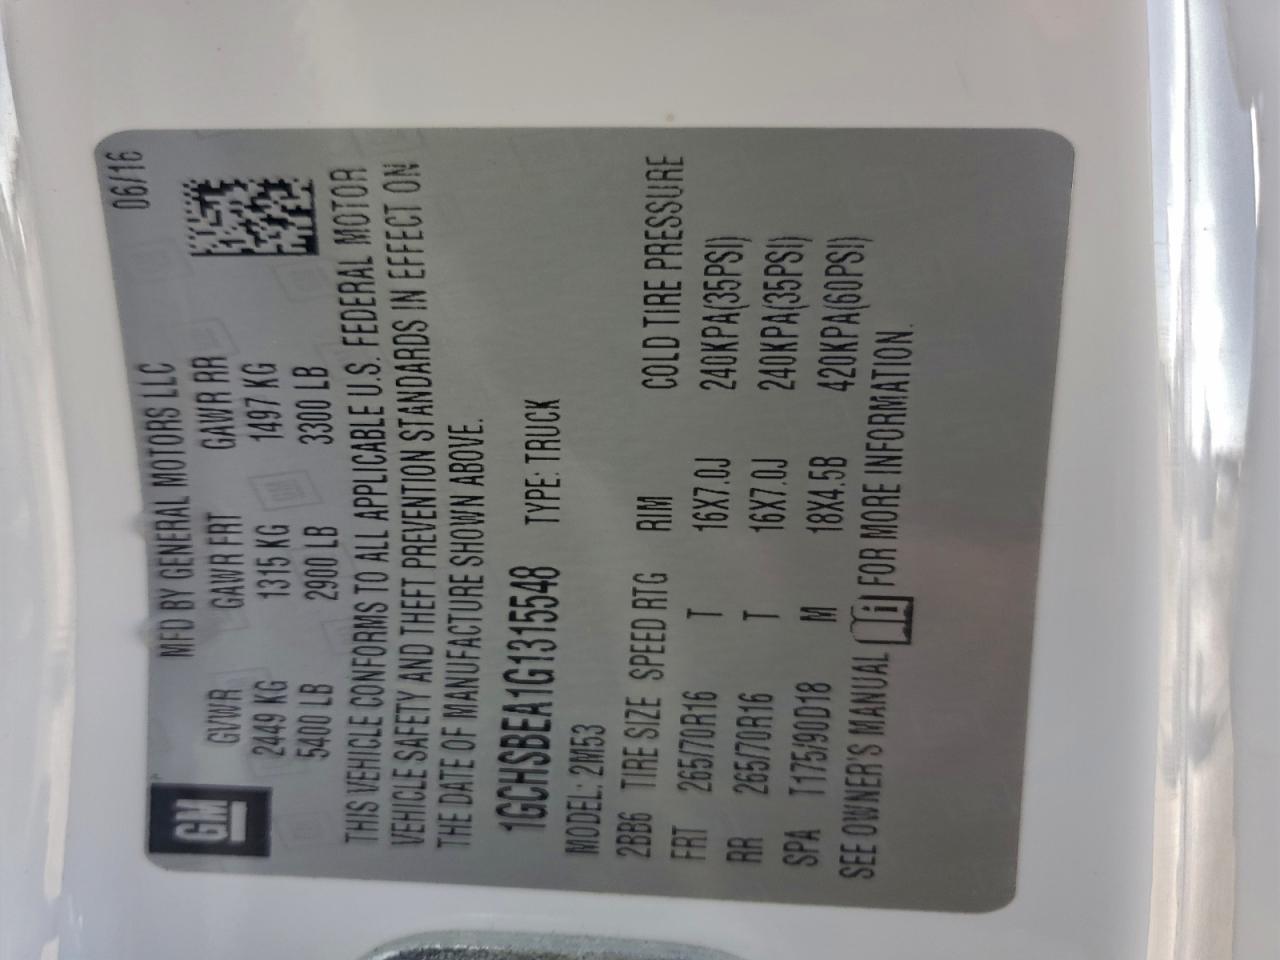 GM
MFD BY GENERAL MOTORS LLC 06/16
GVWR GAWR FRT GAWR RR
2449 KG 1315 KG 1497 KG
5400 LB 2900 LB 3300 LB
THIS VEHICLE CONFORMS TO ALL APPLICABLE U.S. FEDERAL MOTOR
VEHICLE SAFETY AND THEFT PREVENTION STANDARDS IN EFFECT ON
THE DATE OF MANUFACTURE SHOWN ABOVE.
1GCHSBEA1G1315548 TYPE: TRUCK
MODEL: 2M53
2BB6 TIRE SIZE SPEED RTG RIM COLD TIRE PRESSURE
FRT 265/70R16 T 16X7.0J 240KPA(35PSI)
RR 265/70R16 T 16X7.0J 240KPA(35PSI)
SPA T175/90D18 M 18X4.5B 420KPA(60PSI)
SEE OWNER'S MANUAL i FOR MORE INFORMATION.